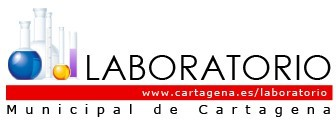 LABORATORIO
www.cartagena.es/laboratorio
Municipal de Cartagena